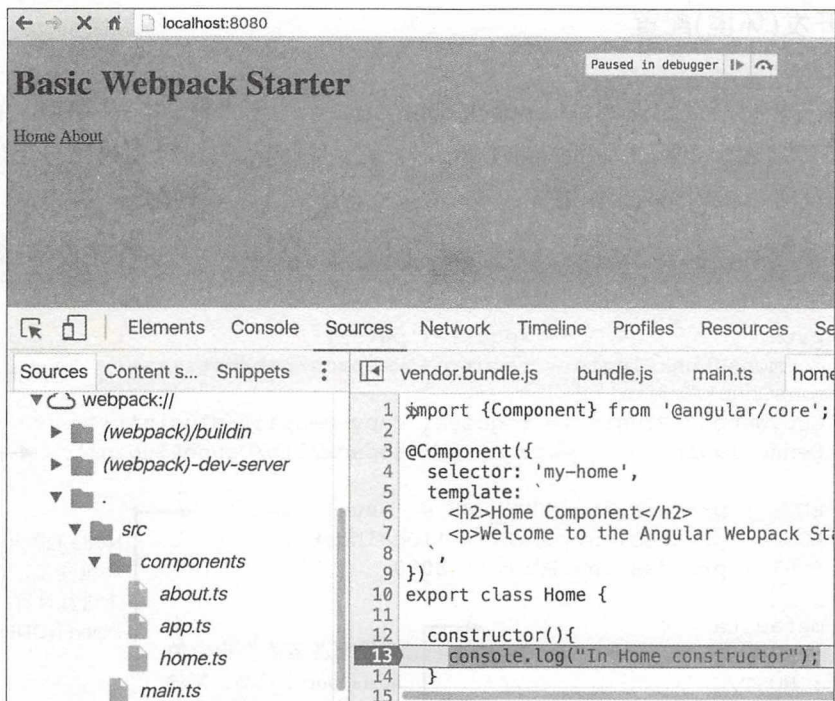 localhost:8080
Paused in debugger
Basic Webpack Starter
Home About
Elements Console Sources Network Timeline Profiles Resources Se
Sources Content s... Snippets
vendor.bundle.js bundle.js main.ts home
webpack://
(webpack)/buildin
(webpack)-dev-server
.
src
components
about.ts
app.ts
home.ts
main.ts
1 import {Component} from '@angular/core';
2
3 @Component({
4 selector: 'my-home',
5 template: `
6 <h2>Home Component</h2>
7 <p>Welcome to the Angular Webpack Sta
8 `,
9 })
10 export class Home {
11
12 constructor(){
13 console.log("In Home constructor");
14 }
15